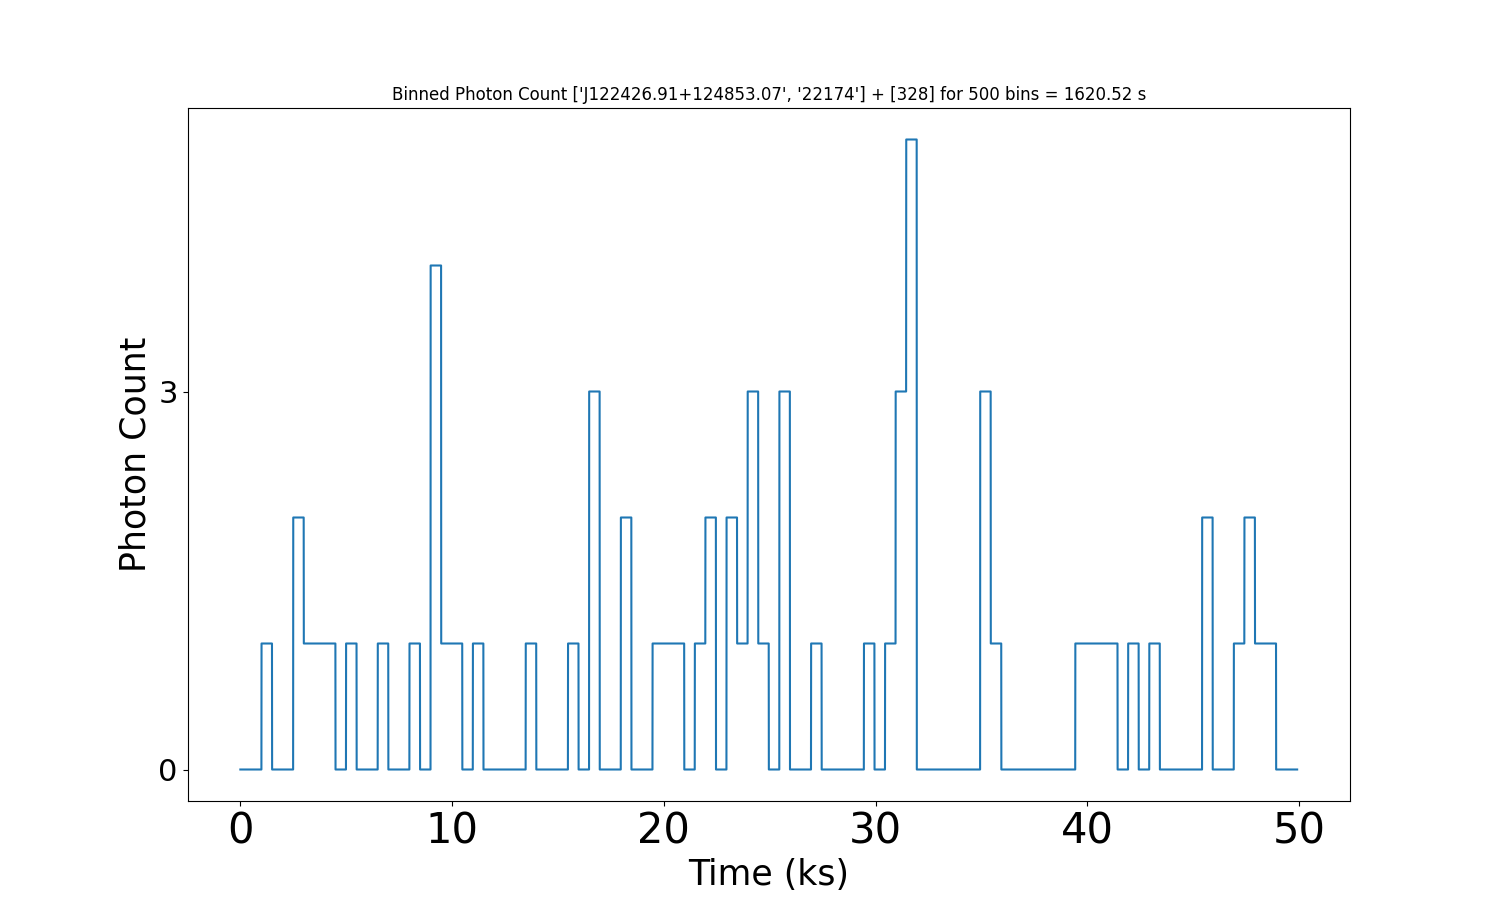 Binned Photon Count ['J122426.91+124853.07', '22174'] + [328] for 500 bins = 1620.52 s
Photon Count
3
0
0 10 20 30 40 50
Time (ks)